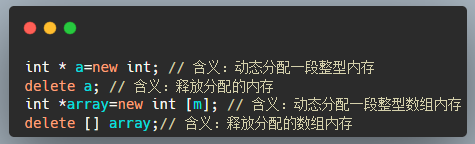 int * a=new int; // 含义：动态分配一段整型内存
delete a; // 含义：释放分配的内存
int *array=new int [m]; // 含义：动态分配一段整型数组内存
delete [] array;// 含义：释放分配的数组内存